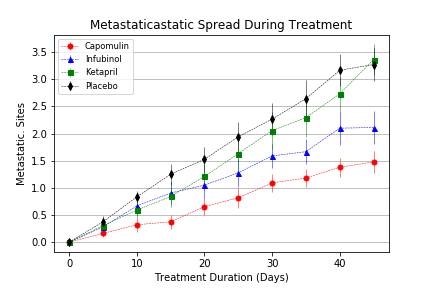 Metastaticastatic Spread During Treatment
Capomulin
Infubinol
Ketapril
Placebo
Metastatic. Sites
3.5
3.0
2.5
2.0
1.5
1.0
0.5
0.0
0 10 20 30 40
Treatment Duration (Days)